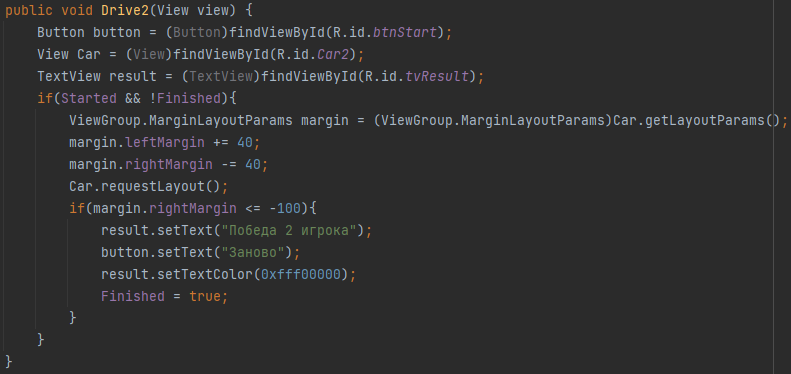 public void Drive2(View view) {
    Button button = (Button)findViewById(R.id.btnStart);
    View Car = (View)findViewById(R.id.Car2);
    TextView result = (TextView)findViewById(R.id.tvResult);
    if(Started && !Finished){
        ViewGroup.MarginLayoutParams margin = (ViewGroup.MarginLayoutParams)Car.getLayoutParams();
        margin.leftMargin += 40;
        margin.rightMargin -= 40;
        Car.requestLayout();
        if(margin.rightMargin <= -100){
            result.setText("Победа 2 игрока");
            button.setText("Заново");
            result.setTextColor(0xfff00000);
            Finished = true;
        }
    }
}